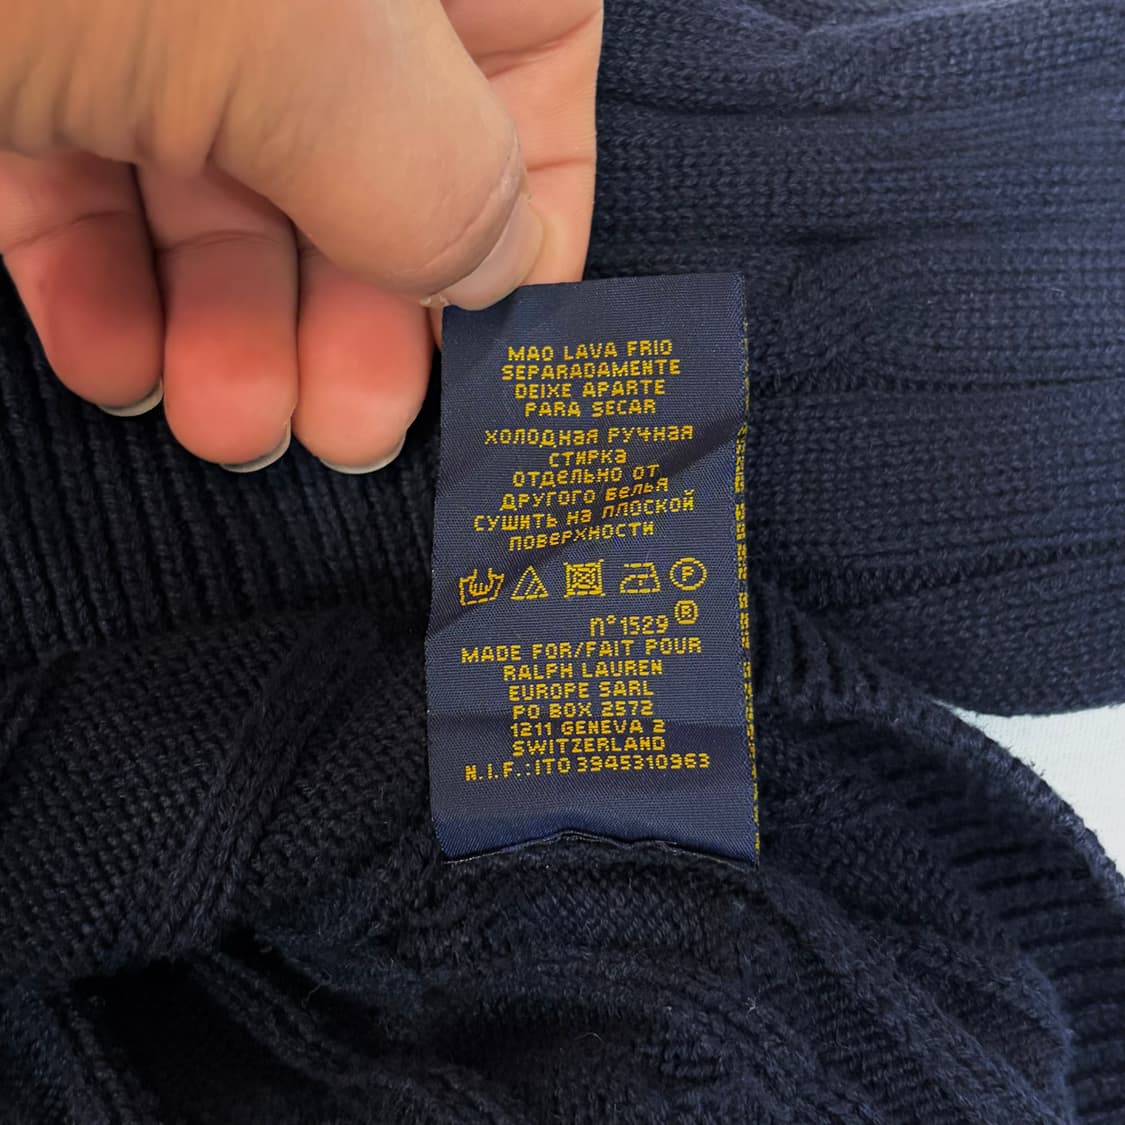 MAO LAVA FRIO
SEPARADAMENTE
DEIXE APARTE
PARA SECAR
ХОЛОДНАЯ РУЧНАЯ
СТИРКА
ОТДЕЛЬНО ОТ
ДРУГОГО БЕЛЬЯ
СУШИТЬ НА ПЛОСКОЙ
ПОВЕРХНОСТИ
P
n°1529 ®
MADE FOR/FAIT POUR
RALPH LAUREN
EUROPE SARL
PO BOX 2572
1211 GENEVA 2
SWITZERLAND
N.I.F.:IT03945310963